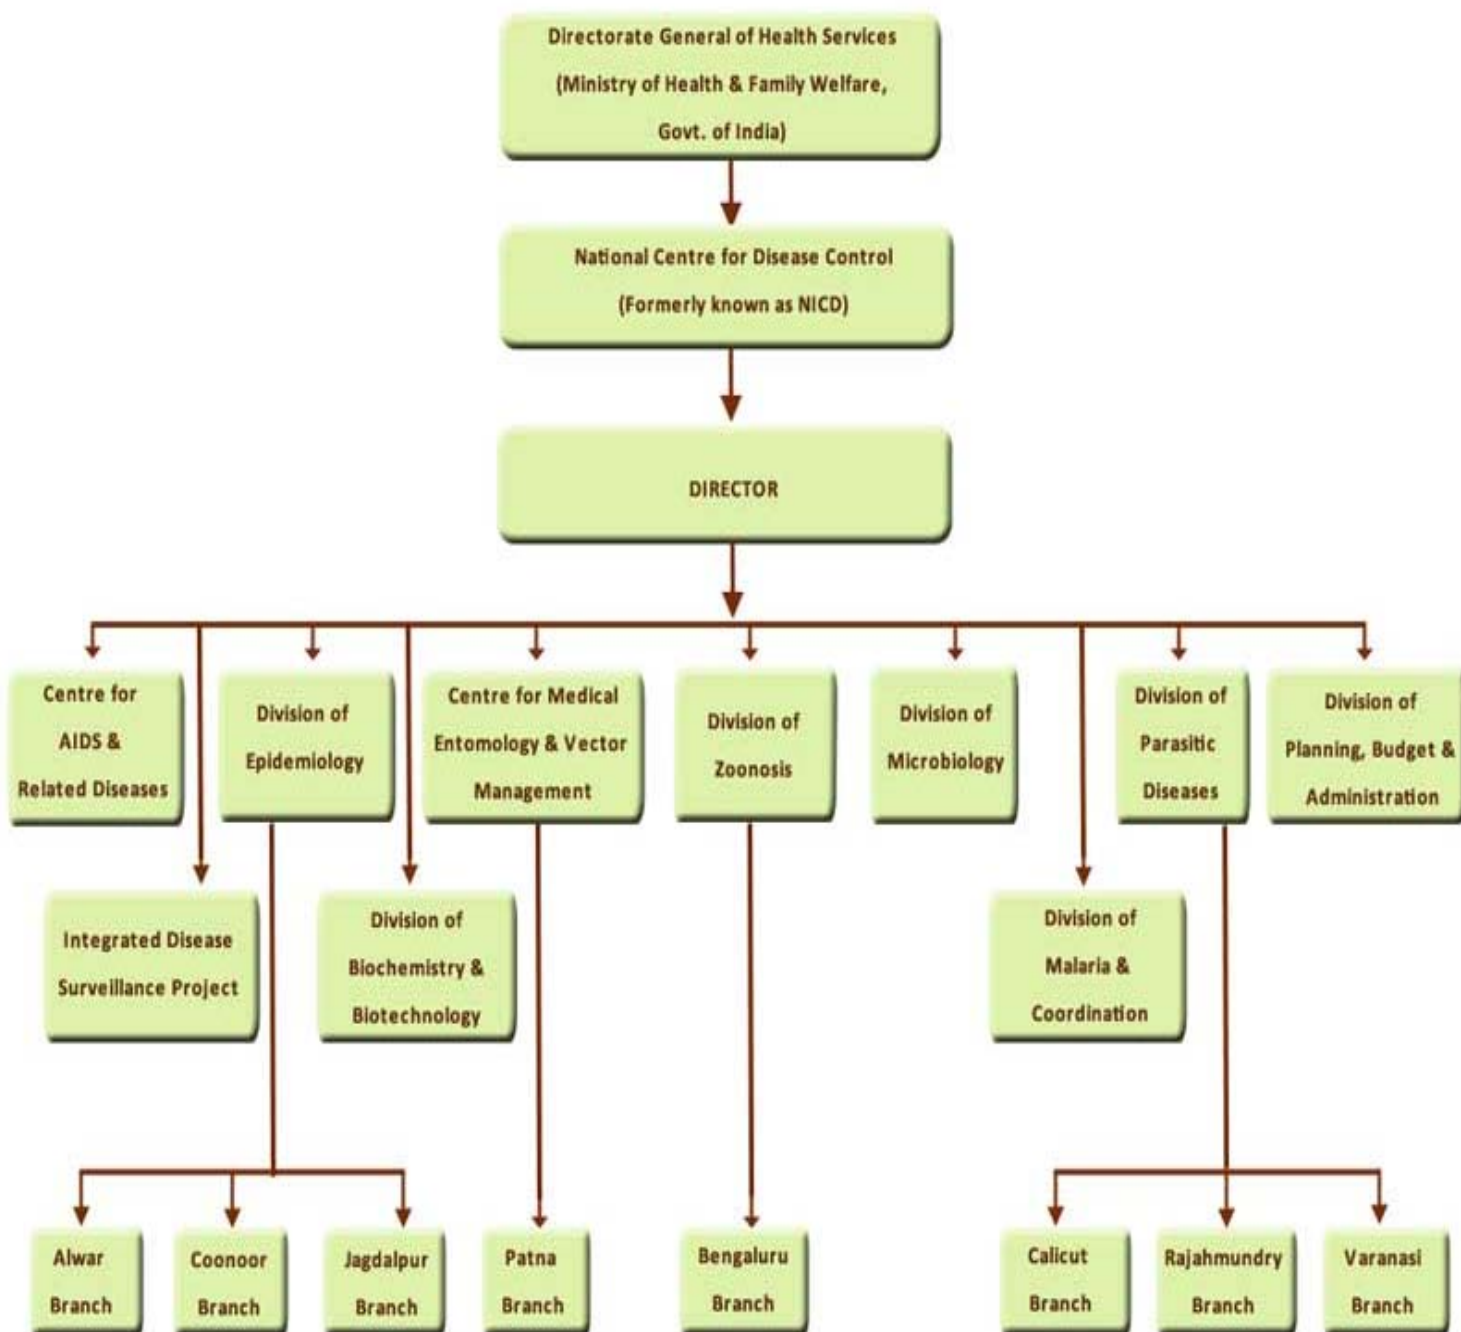 Directorate General of Health Services
(Ministry of Health & Family Welfare,
Govt. of India)
National Centre for Disease Control
(Formerly known as NICD)
DIRECTOR
Centre for
AIDS &
Related Diseases
Division of
Epidemiology
Centre for Medical
Entomology & Vector
Management
Division of
Zoonosis
Division of
Microbiology
Division of
Parasitic
Diseases
Division of
Planning, Budget &
Administration
Integrated Disease
Surveillance Project
Division of
Biochemistry &
Biotechnology
Division of
Malaria &
Coordination
Alwar
Branch
Coonoor
Branch
Jagdalpur
Branch
Patna
Branch
Bengaluru
Branch
Calicut
Branch
Rajahmundry
Branch
Varanasi
Branch